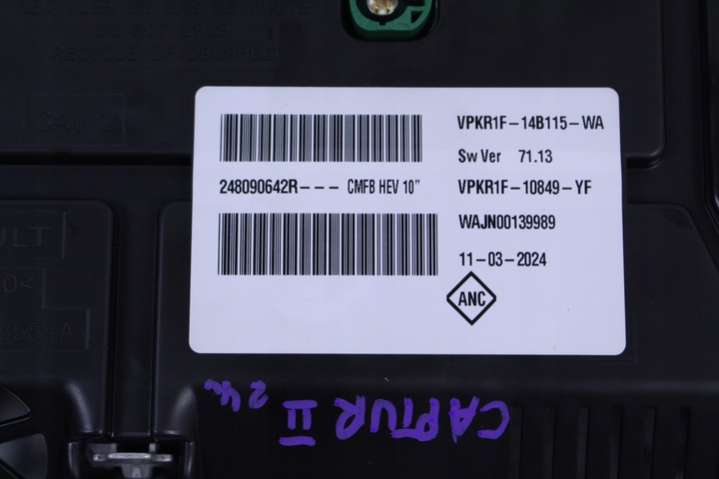 VPKR1F-14B115-WA
Sw Ver 71.13
248090642R--- CMFB HEV 10"
VPKR1F-10849-YF
WAJN00139989
11-03-2024
ANC
CAPTUR II